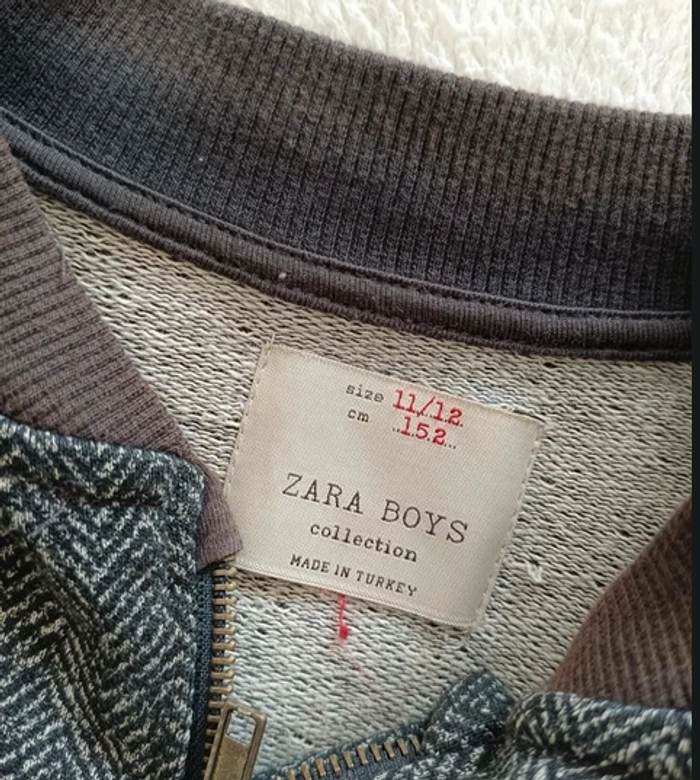 size 11/12
cm 152
ZARA BOYS
collection
MADE IN TURKEY